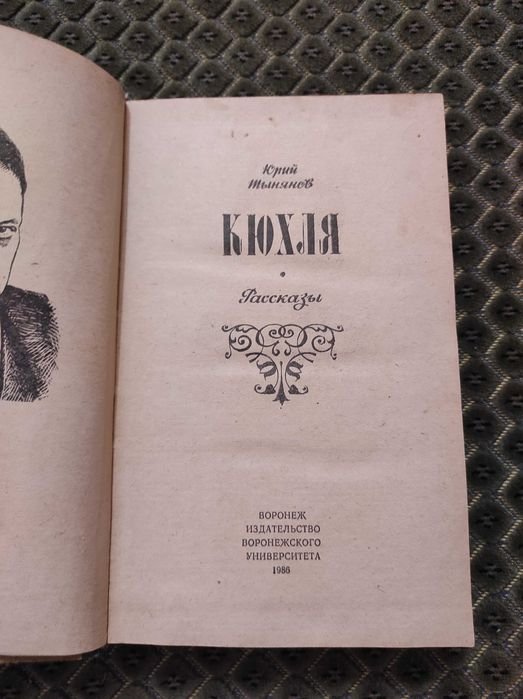 Юрий
Тынянов
КЮХЛЯ
Рассказы
ВОРОНЕЖ
ИЗДАТЕЛЬСТВО
ВОРОНЕЖСКОГО
УНИВЕРСИТЕТА
1986